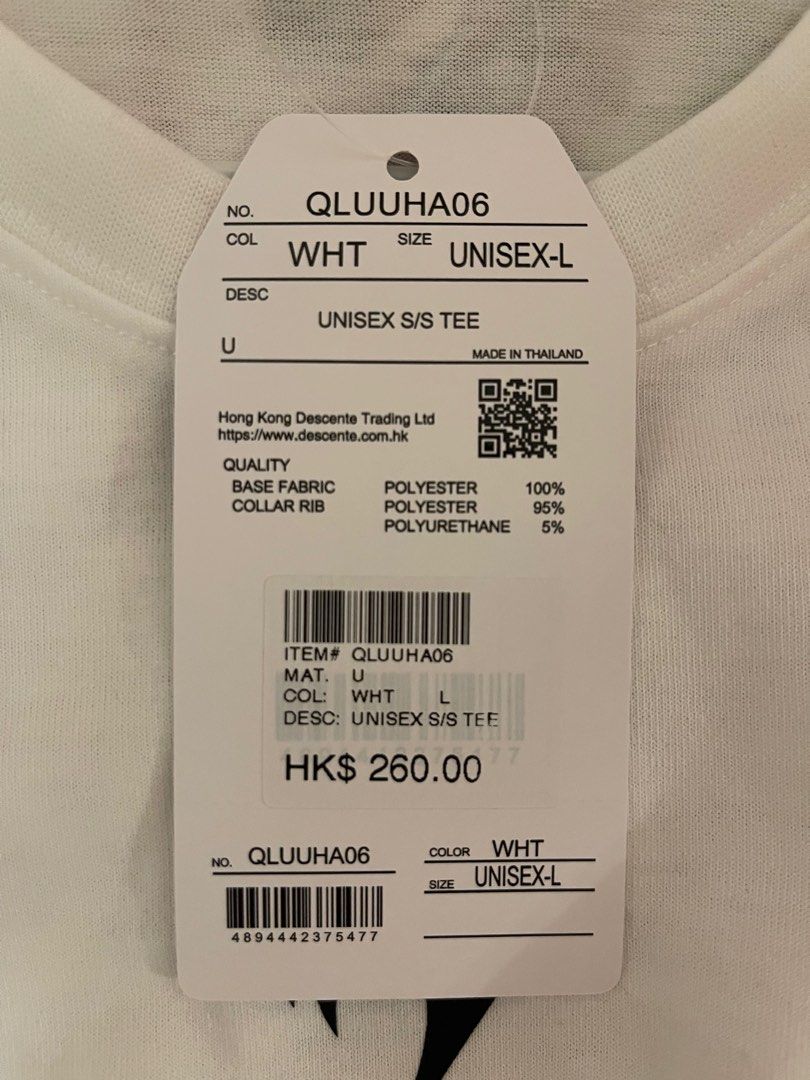 NO. QLUUHA06
COL WHT SIZE UNISEX-L
DESC
UNISEX S/S TEE
U MADE IN THAILAND
Hong Kong Descente Trading Ltd
https://www.descente.com.hk
QUALITY
BASE FABRIC POLYESTER 100%
COLLAR RIB POLYESTER 95%
POLYURETHANE 5%
ITEM# QLUUHA06
MAT. U
COL: WHT L
DESC: UNISEX S/S TEE
HK$ 260.00
NO. QLUUHA06
4894442375477
COLOR WHT
SIZE UNISEX-L